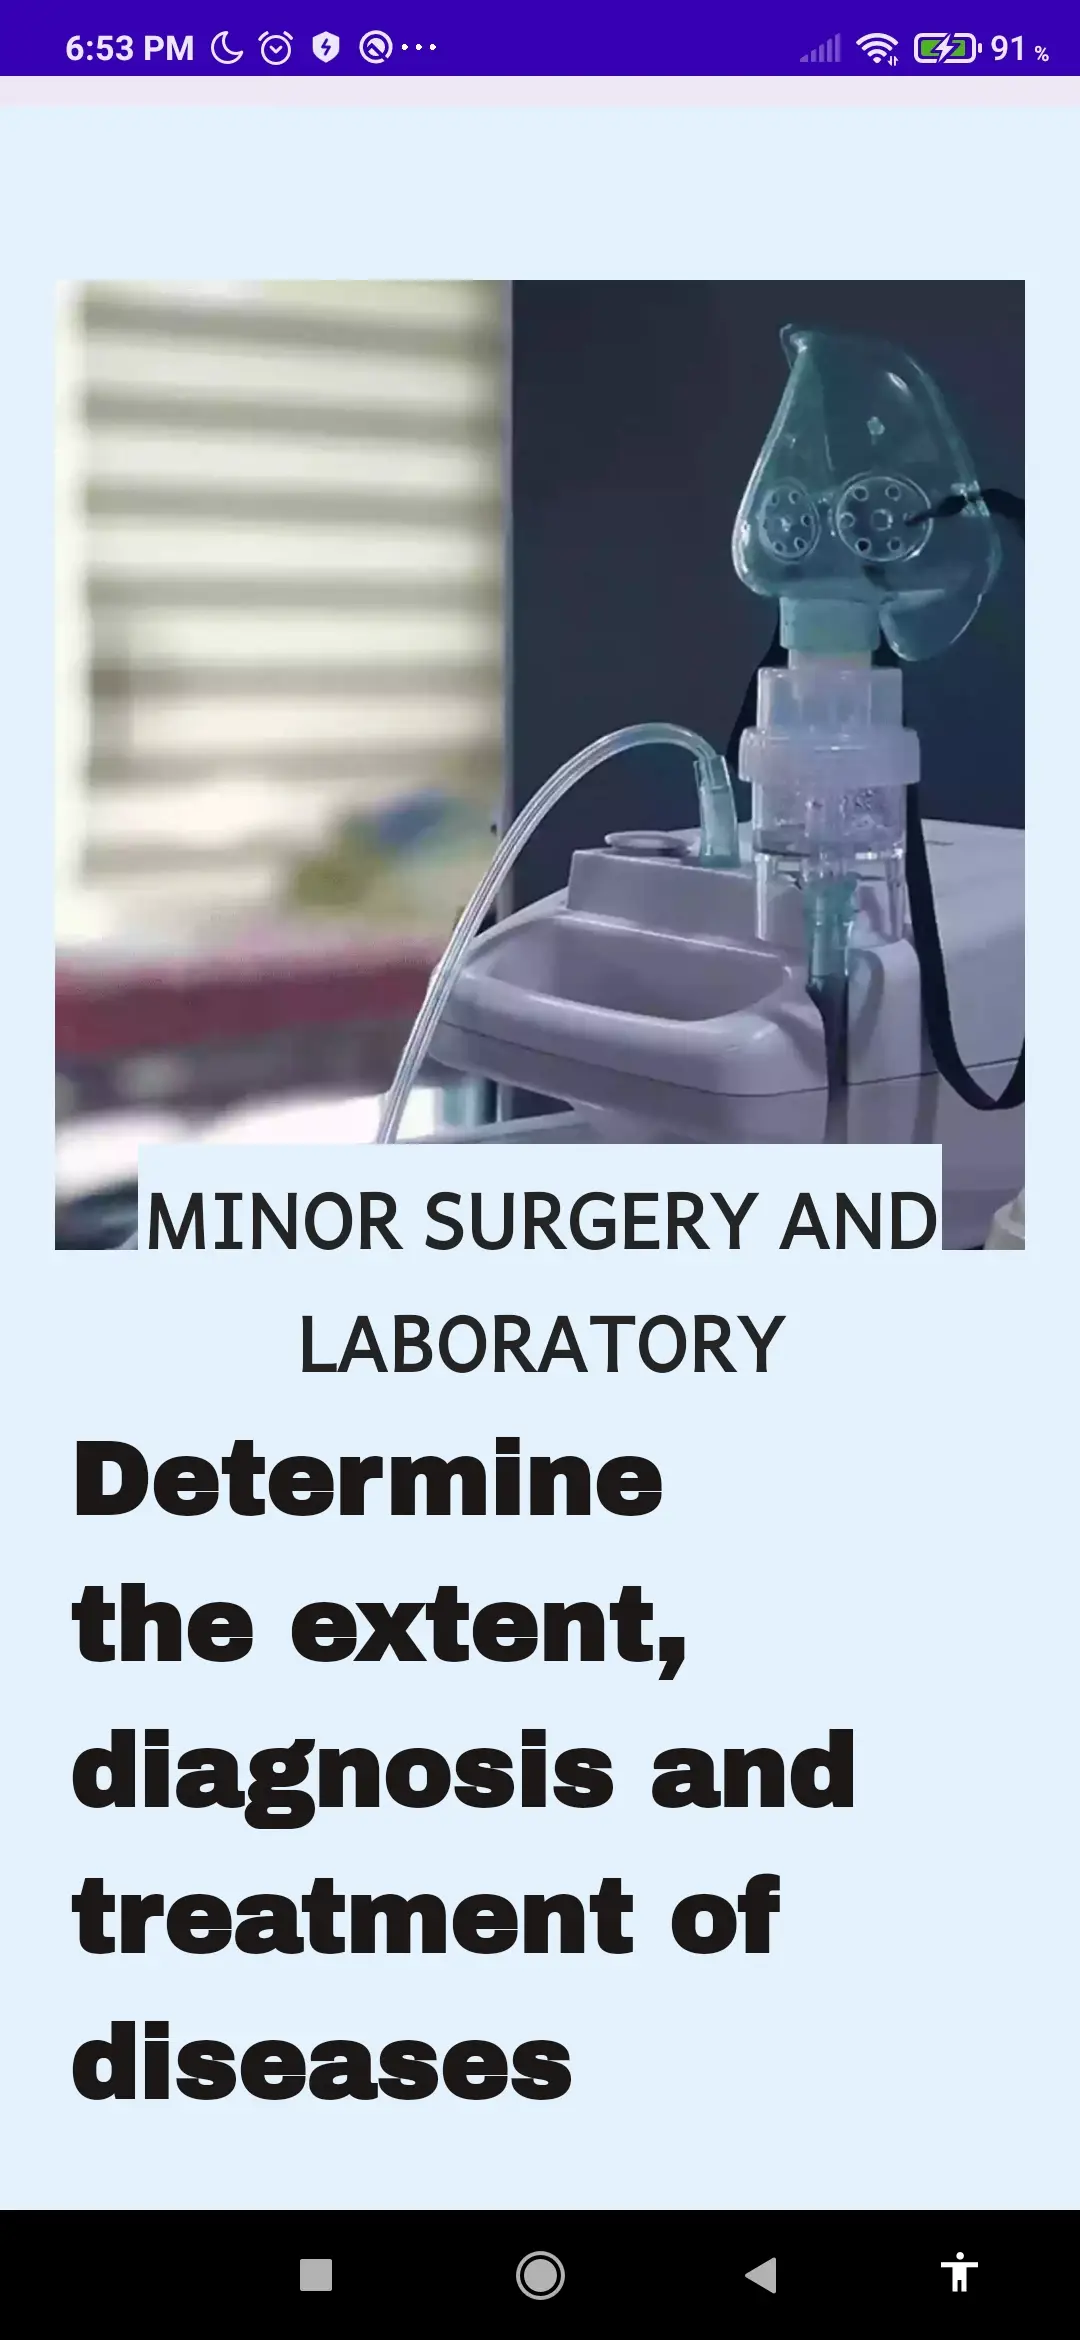 6:53 PM
91 %
MINOR SURGERY AND
LABORATORY
Determine
the extent,
diagnosis and
treatment of
diseases